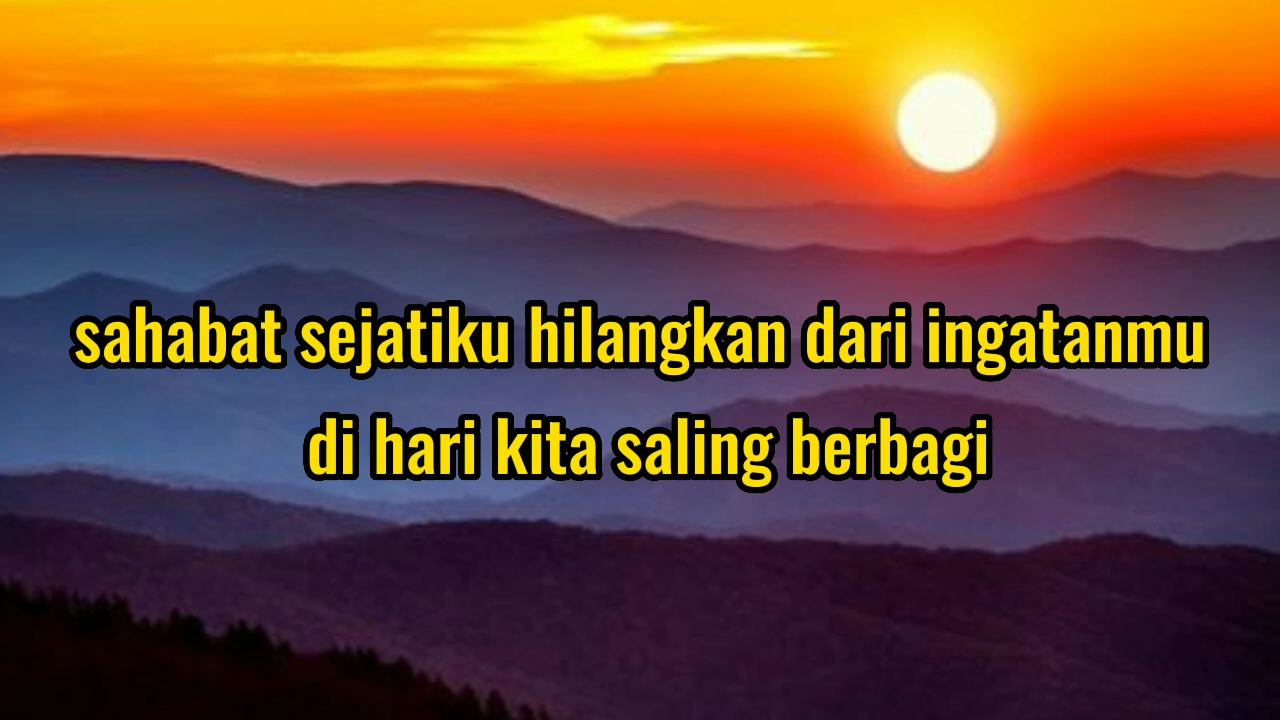 sahabat sejatiku hilangkan dari ingatanmu
di hari kita saling berbagi